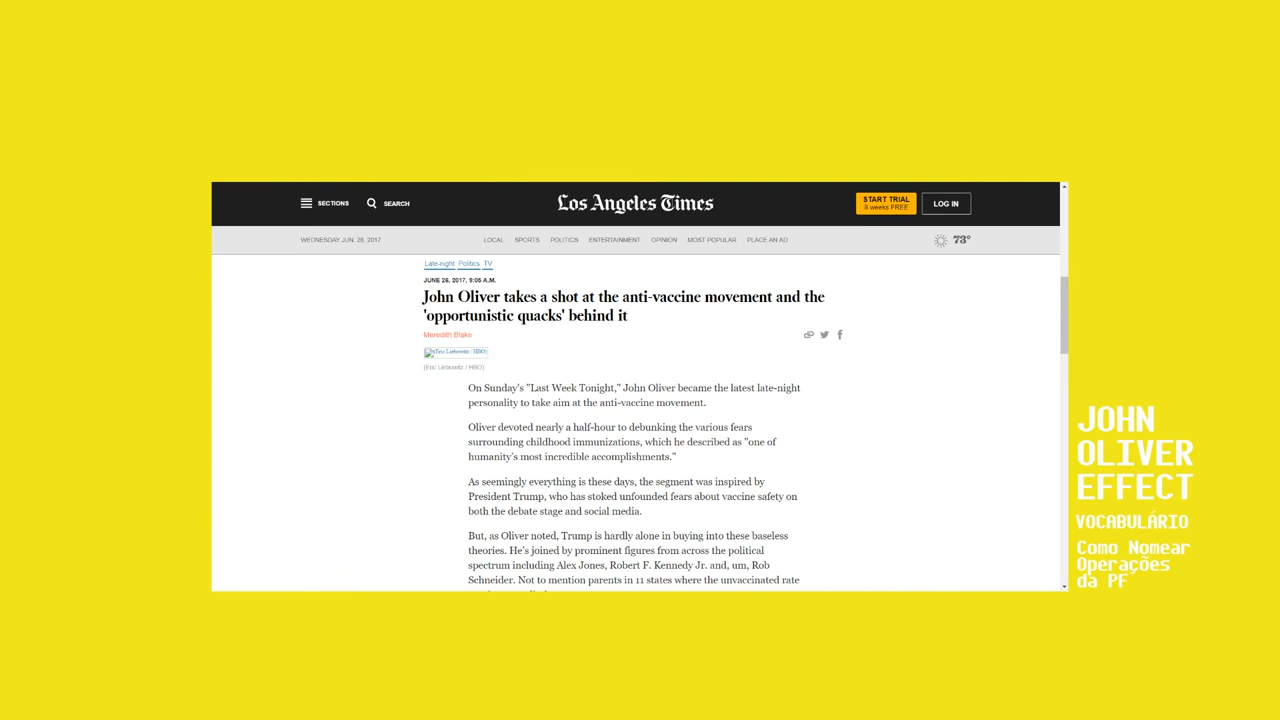 SECTIONS
SEARCH
Los Angeles Times
START TRIAL
8 weeks FREE
LOG IN
WEDNESDAY JUN. 28, 2017
LOCAL SPORTS POLITICS ENTERTAINMENT OPINION MOST POPULAR PLACE AN AD
73°
Late-night Politics TV
JUNE 26, 2017, 9:05 A.M.
John Oliver takes a shot at the anti-vaccine movement and the
'opportunistic quacks' behind it
Meredith Blake
(Eric Liebowitz / HBO)
(Eric Liebowitz / HBO)
On Sunday's "Last Week Tonight," John Oliver became the latest late-night
personality to take aim at the anti-vaccine movement.
Oliver devoted nearly a half-hour to debunking the various fears
surrounding childhood immunizations, which he described as "one of
humanity's most incredible accomplishments."
As seemingly everything is these days, the segment was inspired by
President Trump, who has stoked unfounded fears about vaccine safety on
both the debate stage and social media.
But, as Oliver noted, Trump is hardly alone in buying into these baseless
theories. He's joined by prominent figures from across the political
spectrum including Alex Jones, Robert F. Kennedy Jr. and, um, Rob
Schneider. Not to mention parents in 11 states where the unvaccinated rate
JOHN
OLIVER
EFFECT
VOCABULÁRIO
Como Nomear
Operações
da PF